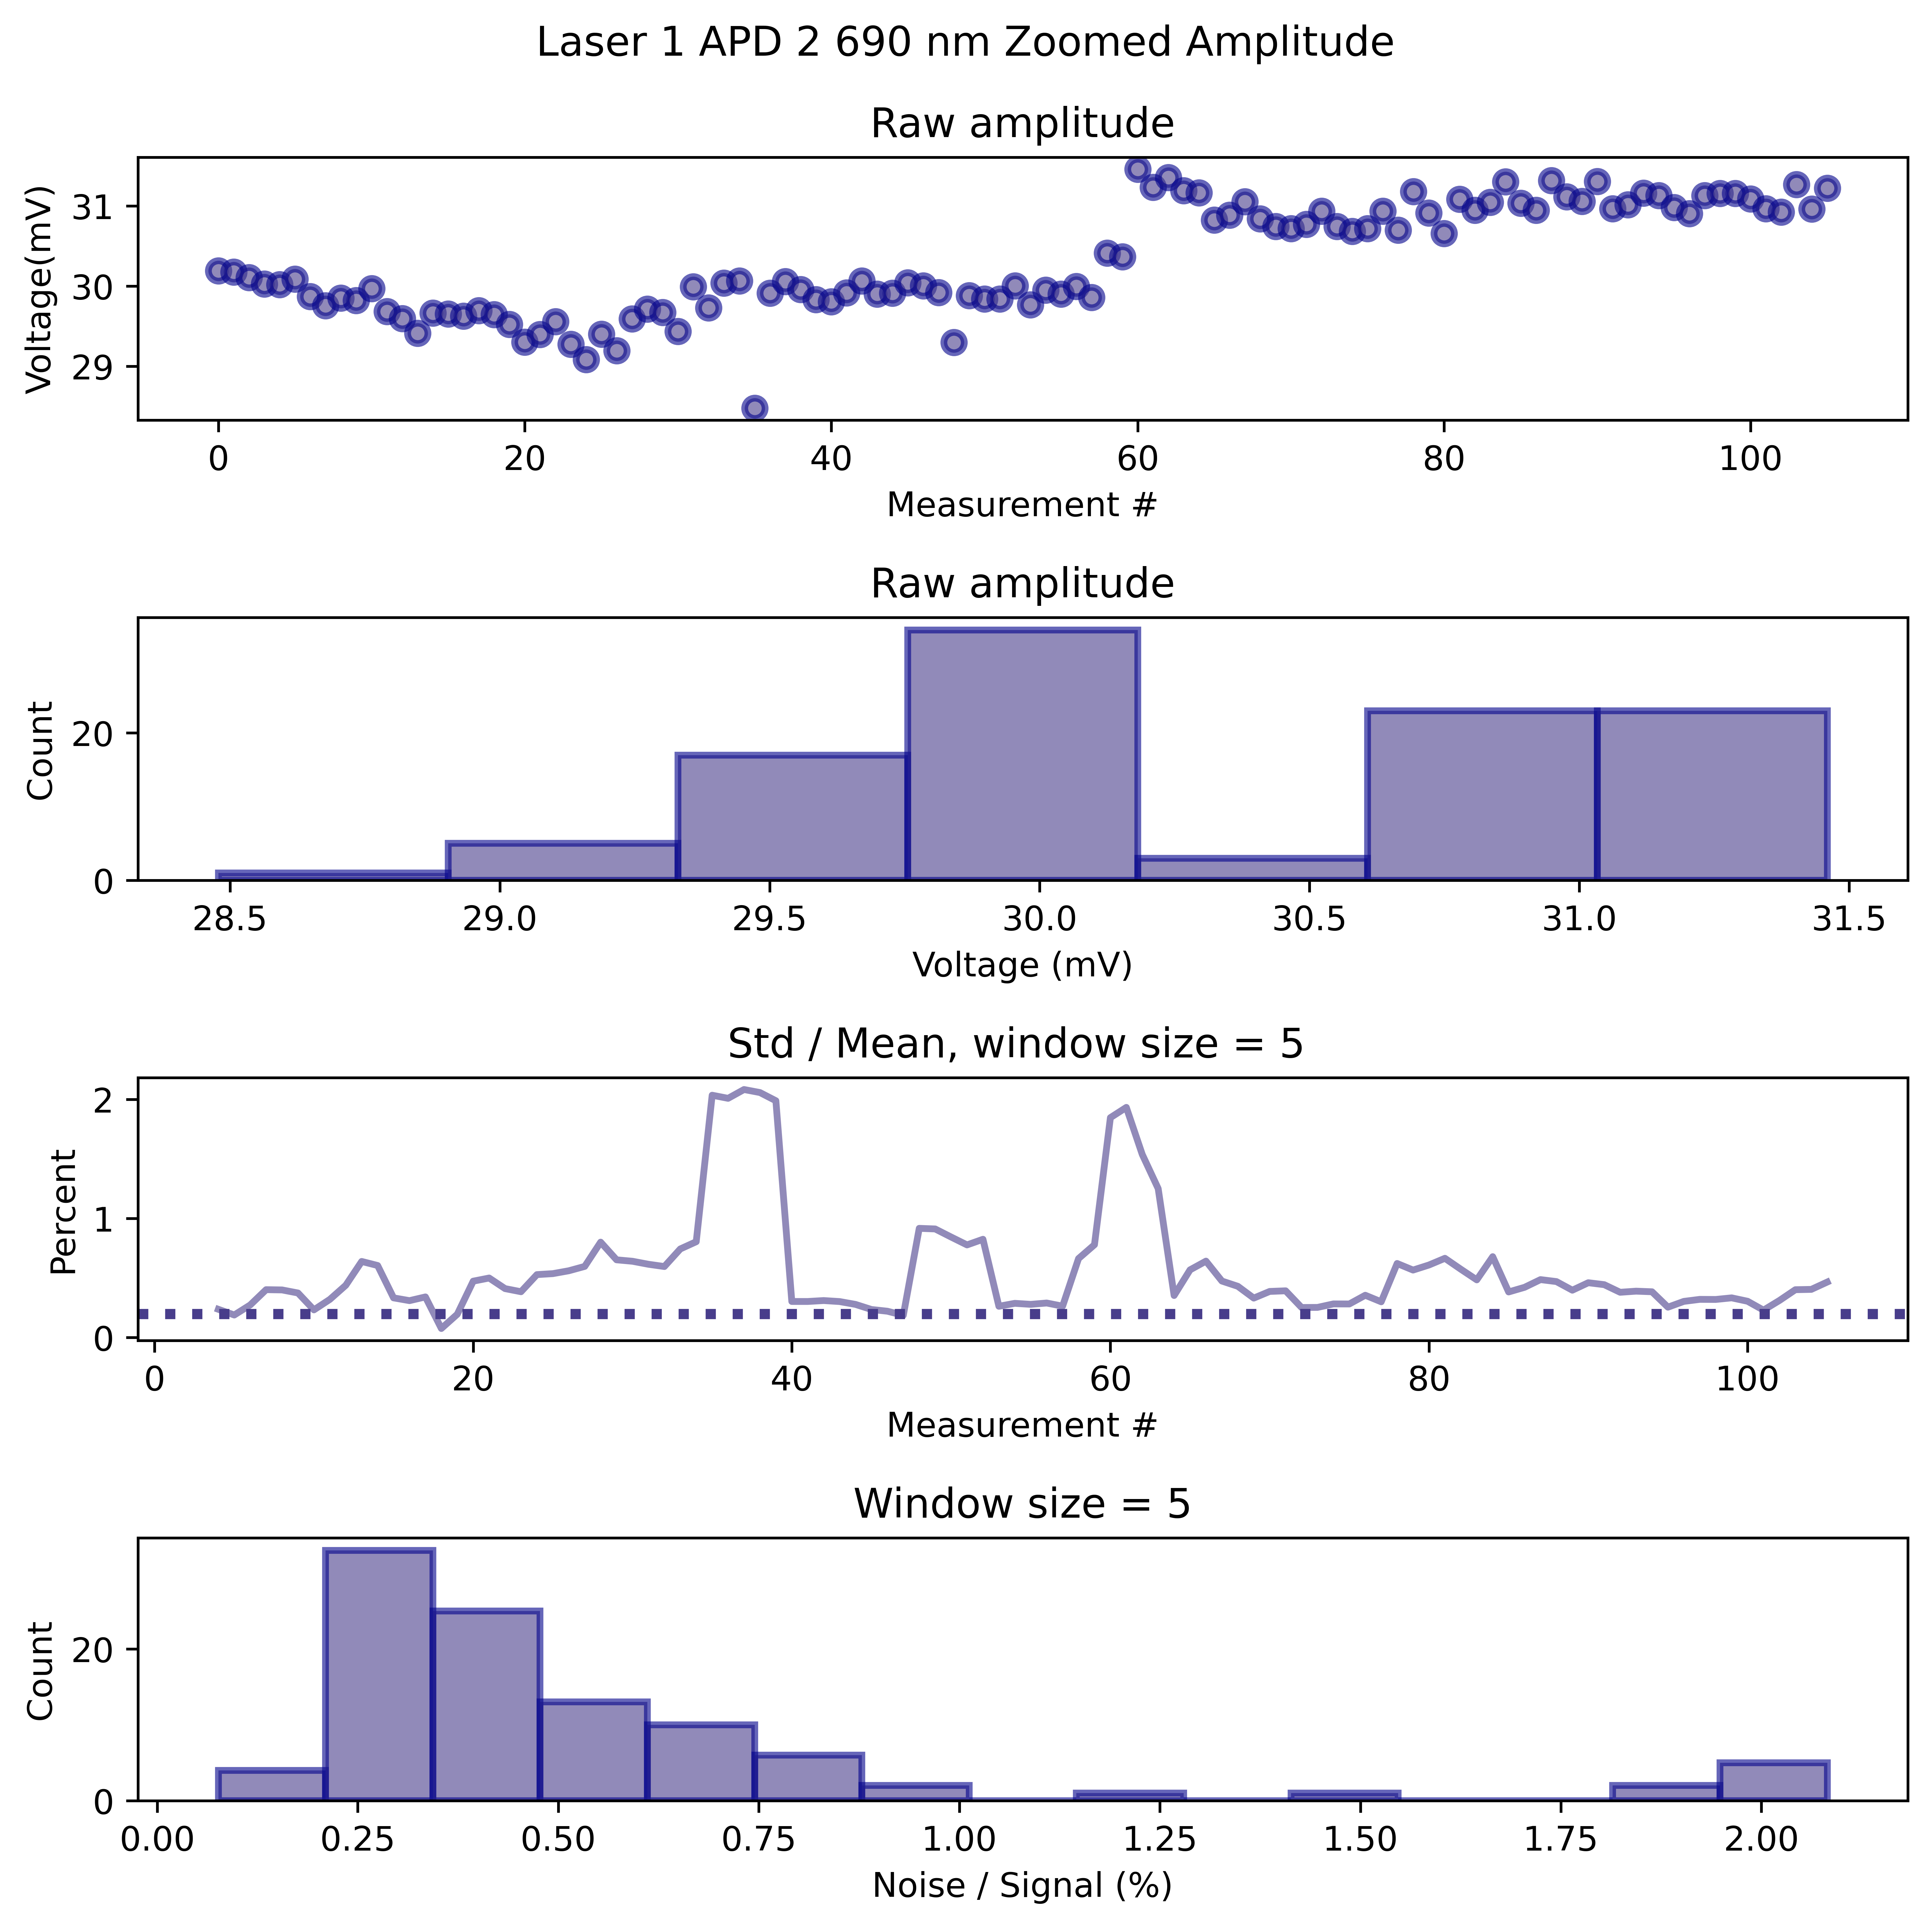 Laser 1 APD 2 690 nm Zoomed Amplitude
Raw amplitude
Voltage(mV)
31
30
29
0 20 40 60 80 100
Measurement #
Raw amplitude
Count
20
0
28.5 29.0 29.5 30.0 30.5 31.0 31.5
Voltage (mV)
Std / Mean, window size = 5
Percent
2
1
0
0 20 40 60 80 100
Measurement #
Window size = 5
Count
20
0
0.00 0.25 0.50 0.75 1.00 1.25 1.50 1.75 2.00
Noise / Signal (%)